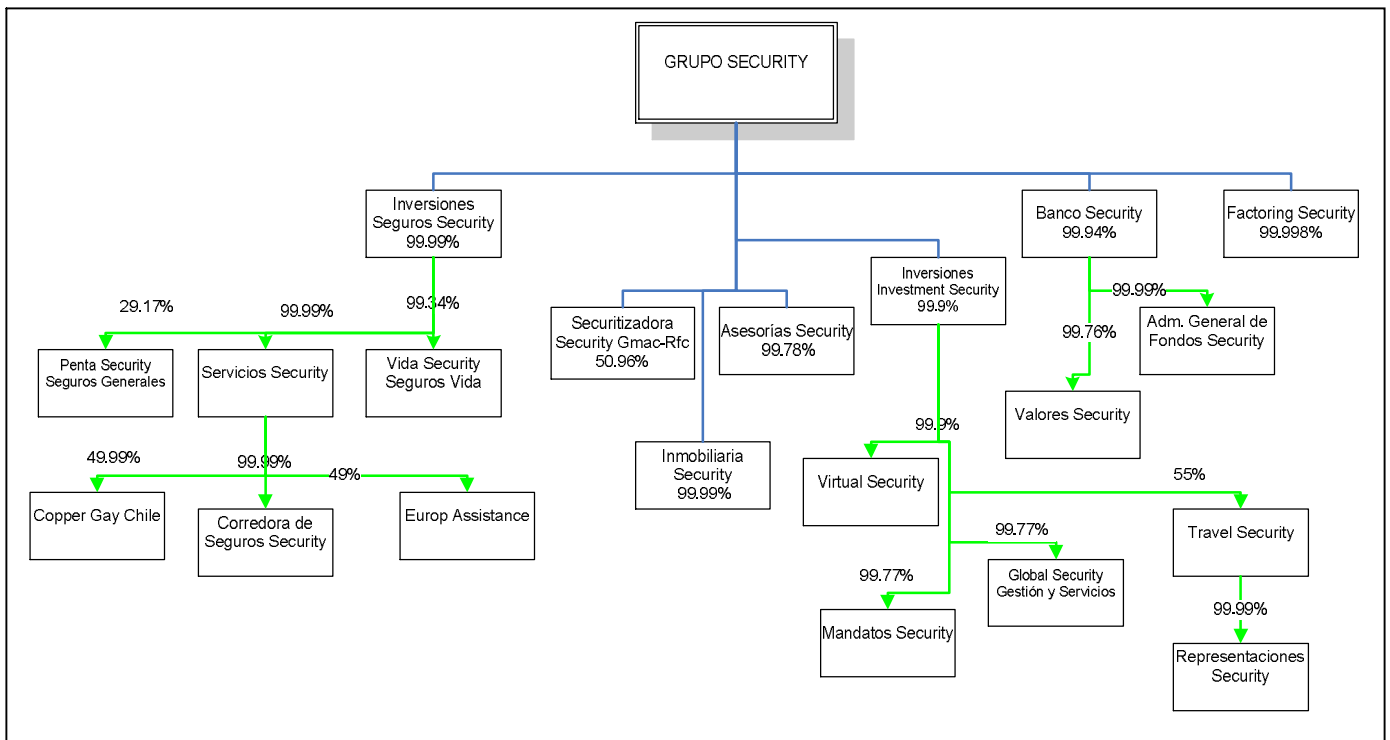 GRUPO SECURITY
Inversiones
Seguros Security
99.99%
Banco Security
99.94%
Factoring Security
99.998%
Inversiones
Investment Security
99.9%
29.17%
99.99%
99.34%
99.99%
Securitizadora
Security Gmac-Rfc
50.96%
Asesorías Security
99.78%
99.76%
Adm. General de
Fondos Security
Penta Security
Seguros Generales
Servicios Security
Vida Security
Seguros Vida
Valores Security
99.9%
Inmobiliaria
Security
99.99%
Virtual Security
49.99%
99.99%
49%
55%
Copper Gay Chile
Corredora de
Seguros Security
Europ Assistance
Travel Security
99.77%
Global Security
Gestión y Servicios
99.77%
Mandatos Security
99.99%
Representaciones
Security